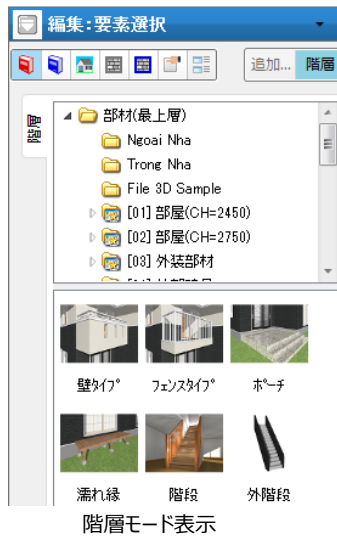 編集:要素選択
追加... 階層
階層
部材(最上層)
Ngoai Nha
Trong Nha
File 3D Sample
[01] 部屋(CH=2450)
[02] 部屋(CH=2750)
[03] 外装部材
壁ﾀｲﾌﾟ ﾌｪﾝｽﾀｲﾌﾟ ﾎﾟｰﾁ
濡れ縁 階段 外階段
階層モード表示